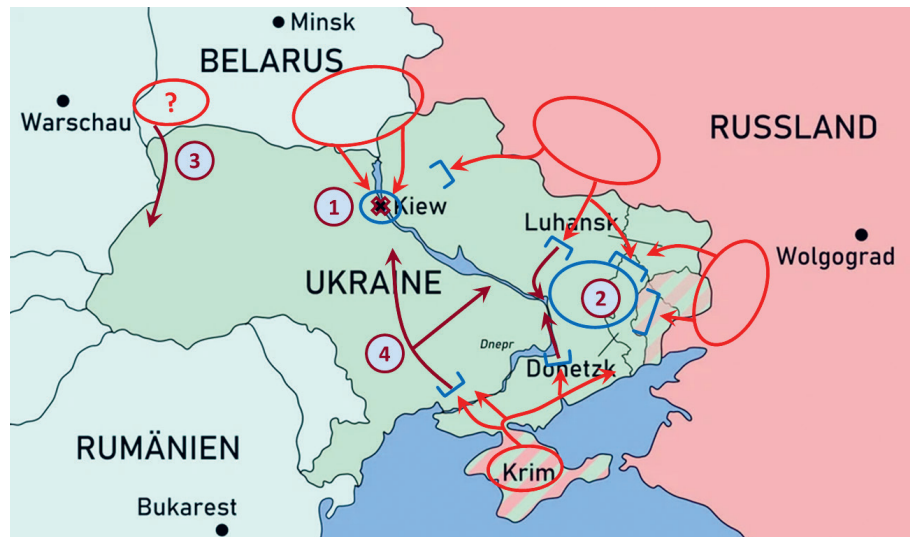 Minsk
BELARUS
Warschau
?
3
RUSSLAND
1
Kiew
Luhansk
Wolgograd
UKRAINE
2
4
Dnepr
Donetzk
RUMÄNIEN
Krim
Bukarest